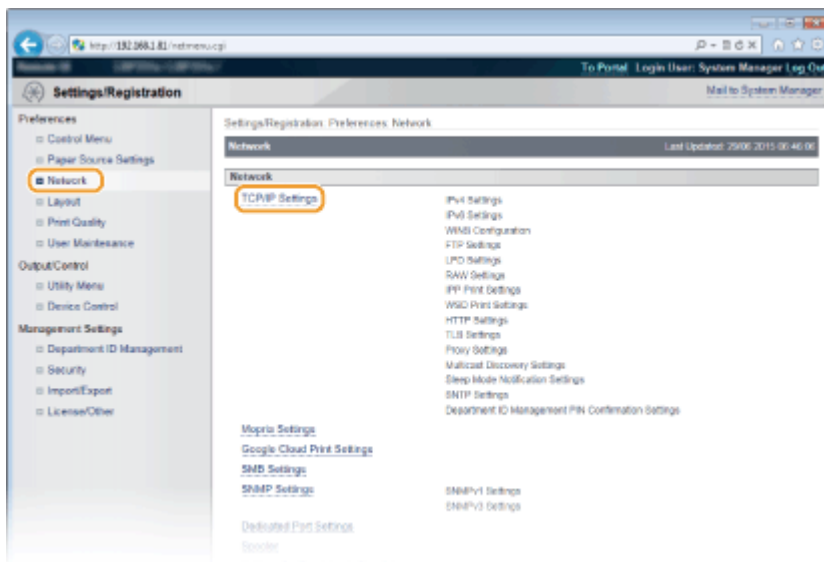 http://192.168.1.81/netmenu.cgi
To Portal Login User: System Manager Log Ou
Settings/Registration
Mail to System Manager
Preferences
Control Menu
Paper Source Settings
Network
Layout
Print Quality
User Maintenance
Output/Control
Utility Menu
Device Control
Management Settings
Department ID Management
Security
Import/Export
License/Other
Settings/Registration: Preferences: Network
Network
Last Updated: 29/06 2015 06:46:06
Network
TCP/IP Settings
IPv4 Settings
IPv6 Settings
WINS Configuration
FTP Settings
LPD Settings
RAW Settings
IPP Print Settings
WSD Print Settings
HTTP Settings
TLS Settings
Proxy Settings
Multicast Discovery Settings
Sleep Mode Notification Settings
SNTP Settings
Department ID Management PIN Confirmation Settings
Mopria Settings
Google Cloud Print Settings
SMB Settings
SNMP Settings
SNMPv1 Settings
SNMPv3 Settings
Dedicated Port Settings
Spooler